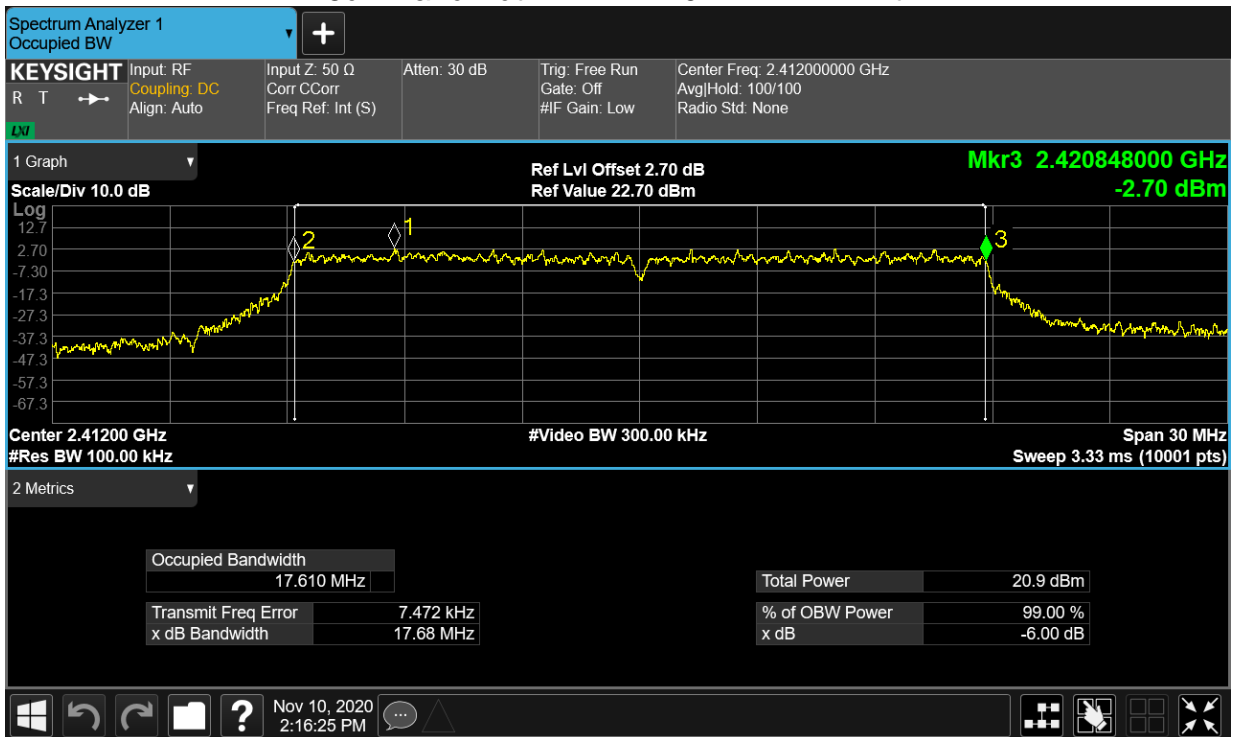 Spectrum Analyzer 1
Occupied BW
▼
+
KEYSIGHT
R T
LXI
Input: RF
Coupling: DC
Align: Auto
Input Z: 50 Ω
Corr CCorr
Freq Ref: Int (S)
Atten: 30 dB
Trig: Free Run
Gate: Off
#IF Gain: Low
Center Freq: 2.412000000 GHz
Avg|Hold: 100/100
Radio Std: None
1 Graph ▼
Ref Lvl Offset 2.70 dB
Mkr3 2.420848000 GHz
Scale/Div 10.0 dB
Ref Value 22.70 dBm
-2.70 dBm
Log
12.7
2.70
-7.30
-17.3
-27.3
-37.3
-47.3
-57.3
-67.3
2
1
3
Center 2.41200 GHz
#Video BW 300.00 kHz
Span 30 MHz
#Res BW 100.00 kHz
Sweep 3.33 ms (10001 pts)
2 Metrics ▼
Occupied Bandwidth
17.610 MHz
Total Power 20.9 dBm
Transmit Freq Error 7.472 kHz
% of OBW Power 99.00 %
x dB Bandwidth 17.68 MHz
x dB -6.00 dB
?
Nov 10, 2020
2:16:25 PM